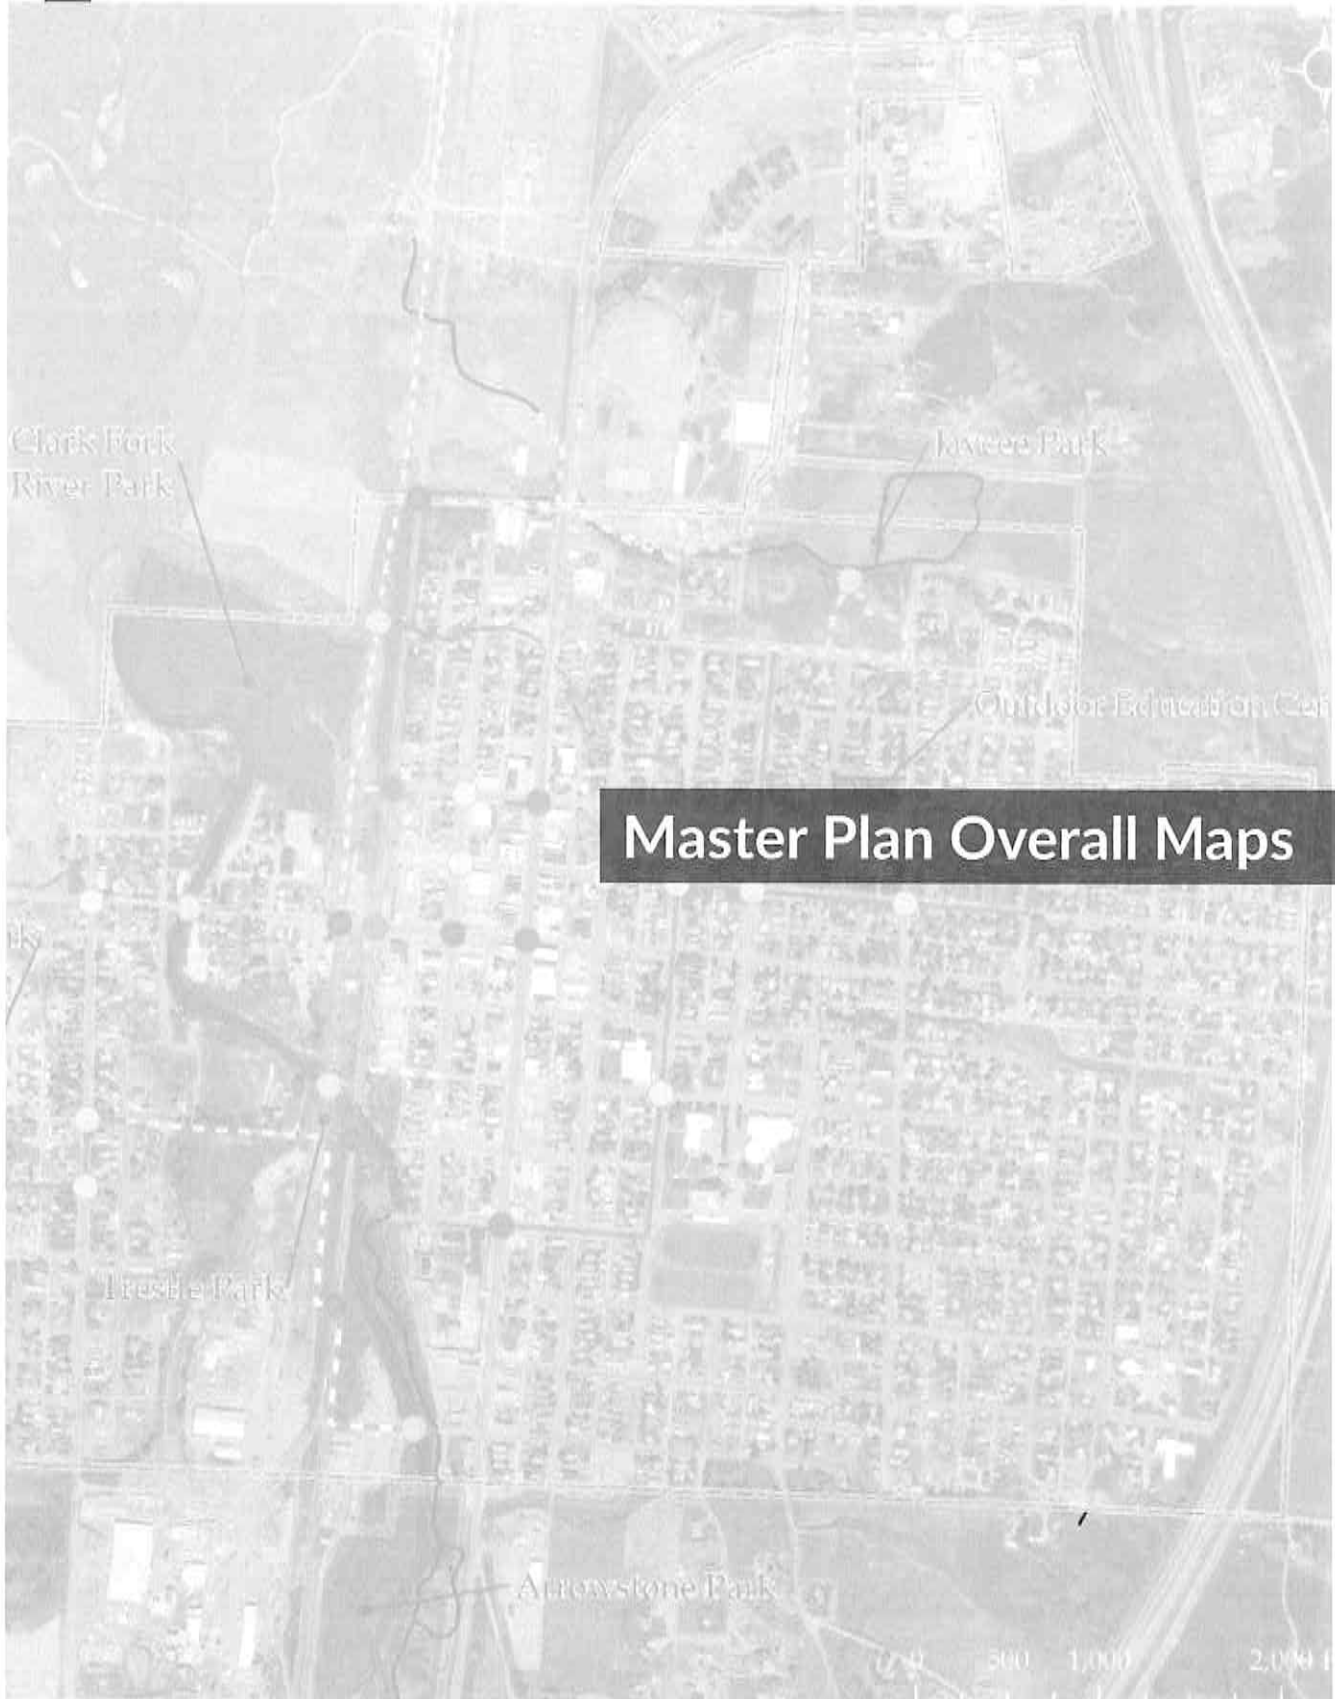 Clark Fork
River Park
Jaycee Park
Outdoor Education Cen
Master Plan Overall Maps
rk
Trestle Park
Arrowstone Park
0 500 1,000 2,000 f